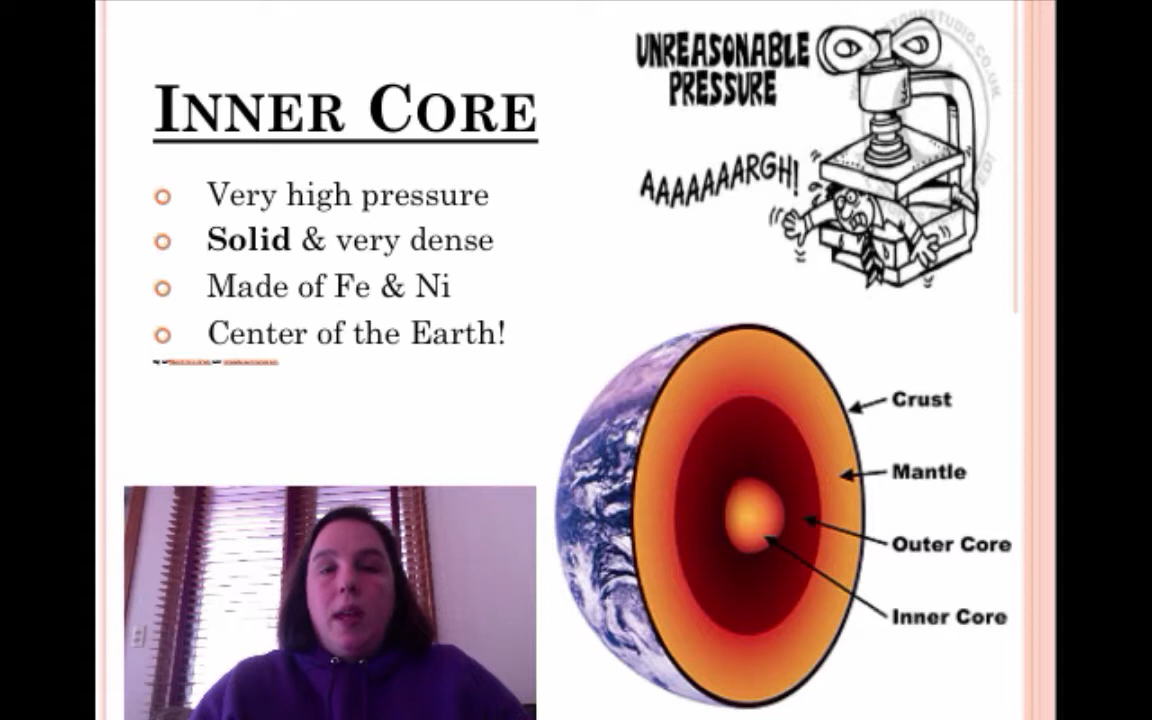 INNER CORE
Very high pressure
Solid & very dense
Made of Fe & Ni
Center of the Earth!
UNREASONABLE
PRESSURE
AAAAAAARGH!
Crust
Mantle
Outer Core
Inner Core